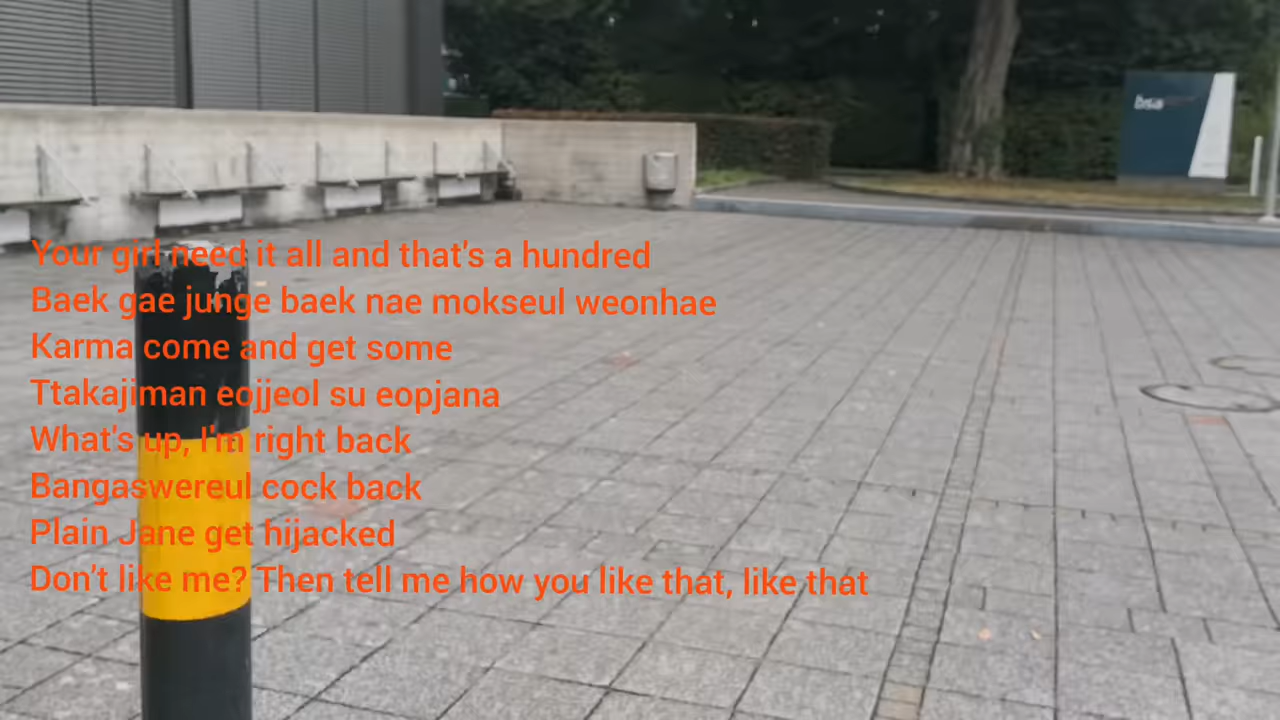 bsa
Your girl need it all and that's a hundred
Baek gae junge baek nae mokseul weonhae
Karma come and get some
Ttakajiman eojjeol su eopjana
What's up, I'm right back
Bangaswereul cock back
Plain Jane get hijacked
Don't like me? Then tell me how you like that, like that